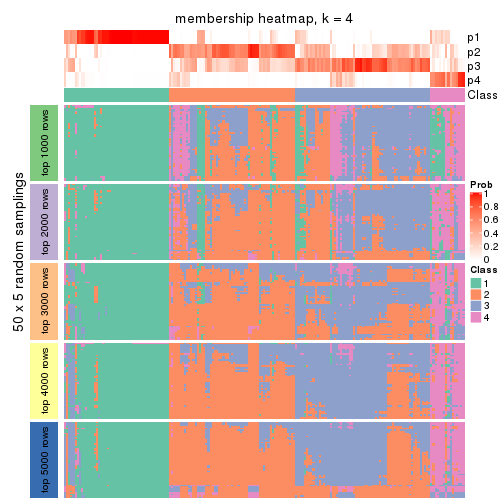 membership heatmap, k = 4
p1
p2
p3
p4
Class
50 x 5 random samplings
top 1000 rows
top 2000 rows
top 3000 rows
top 4000 rows
top 5000 rows
Prob
1
0.8
0.6
0.4
0.2
0
Class
1
2
3
4